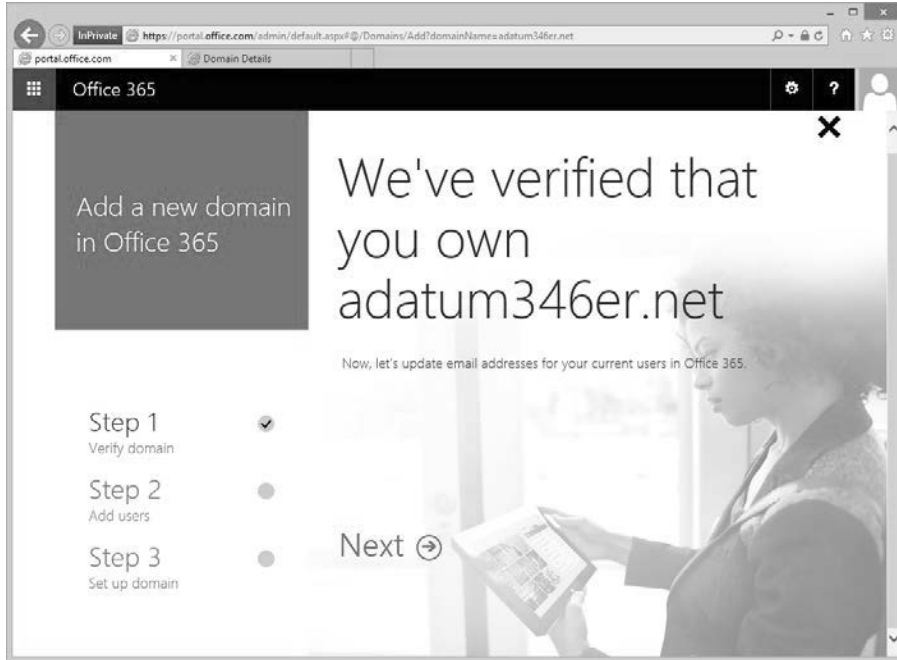 InPrivate https://portal.office.com/admin/default.aspx#@/Domains/Add?domainName=adatum346er.net
portal.office.com Domain Details
Office 365
?
Add a new domain
in Office 365
We've verified that
you own
adatum346er.net
Now, let's update email addresses for your current users in Office 365.
Step 1
Verify domain
Step 2
Add users
Step 3
Set up domain
Next